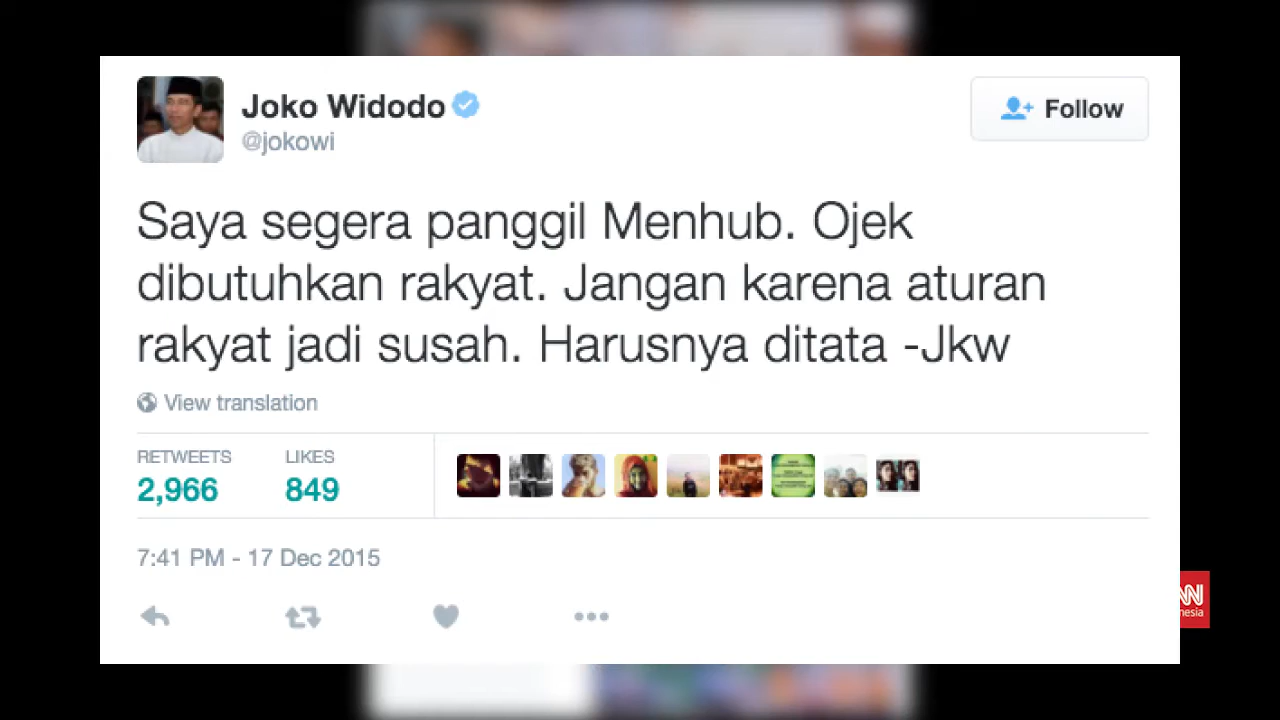 Joko Widodo
@jokowi
Follow
Saya segera panggil Menhub. Ojek
dibutuhkan rakyat. Jangan karena aturan
rakyat jadi susah. Harusnya ditata -Jkw
View translation
RETWEETS
2,966
LIKES
849
7:41 PM - 17 Dec 2015